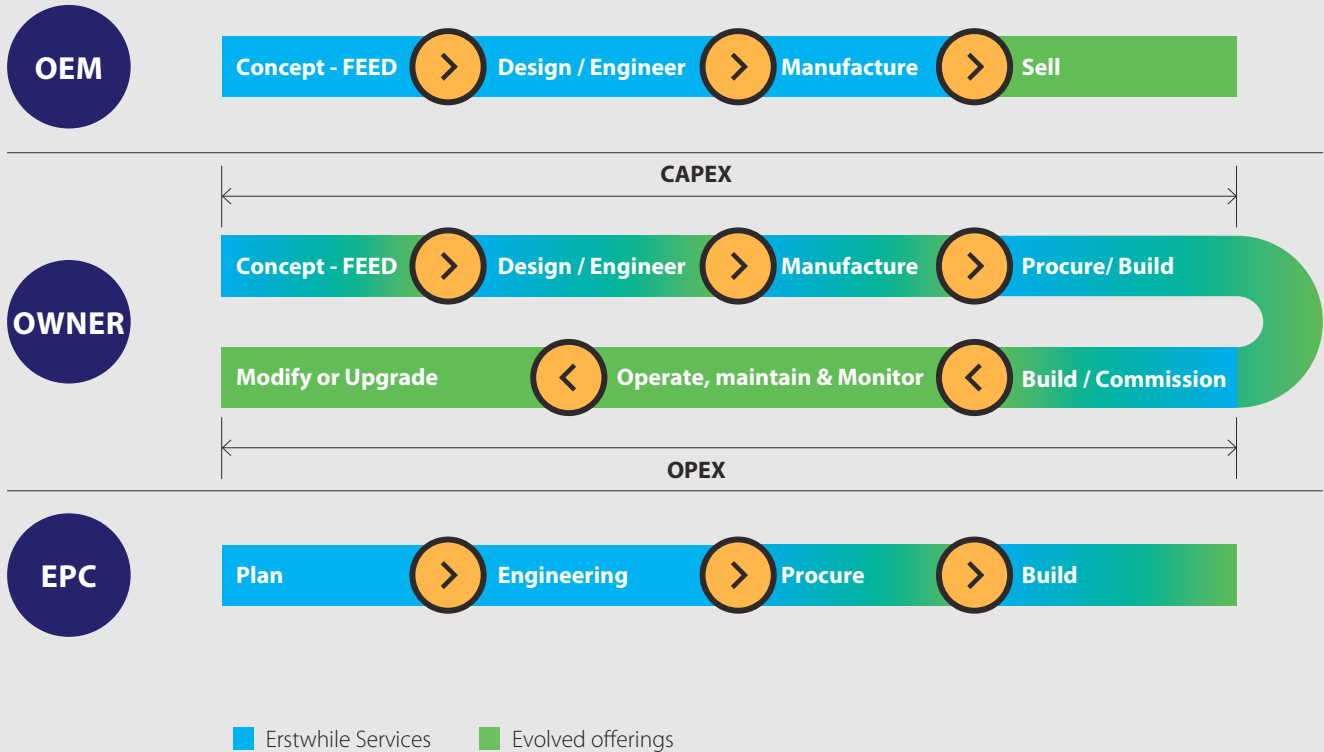 OEM
Concept - FEED
Design / Engineer
Manufacture
Sell
CAPEX
OWNER
Concept - FEED
Design / Engineer
Manufacture
Procure/ Build
Modify or Upgrade
Operate, maintain & Monitor
Build / Commission
OPEX
EPC
Plan
Engineering
Procure
Build
Erstwhile Services
Evolved offerings